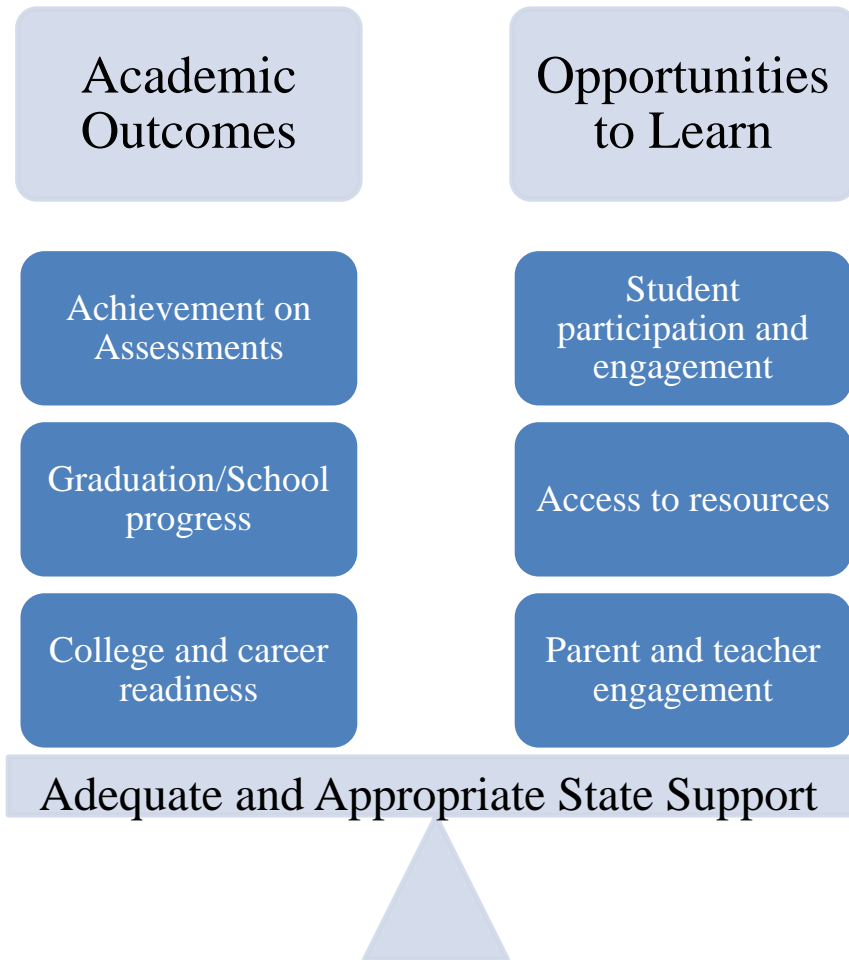 Academic
Outcomes
Opportunities
to Learn
Achievement on
Assessments
Student
participation and
engagement
Graduation/School
progress
Access to resources
College and career
readiness
Parent and teacher
engagement
Adequate and Appropriate State Support